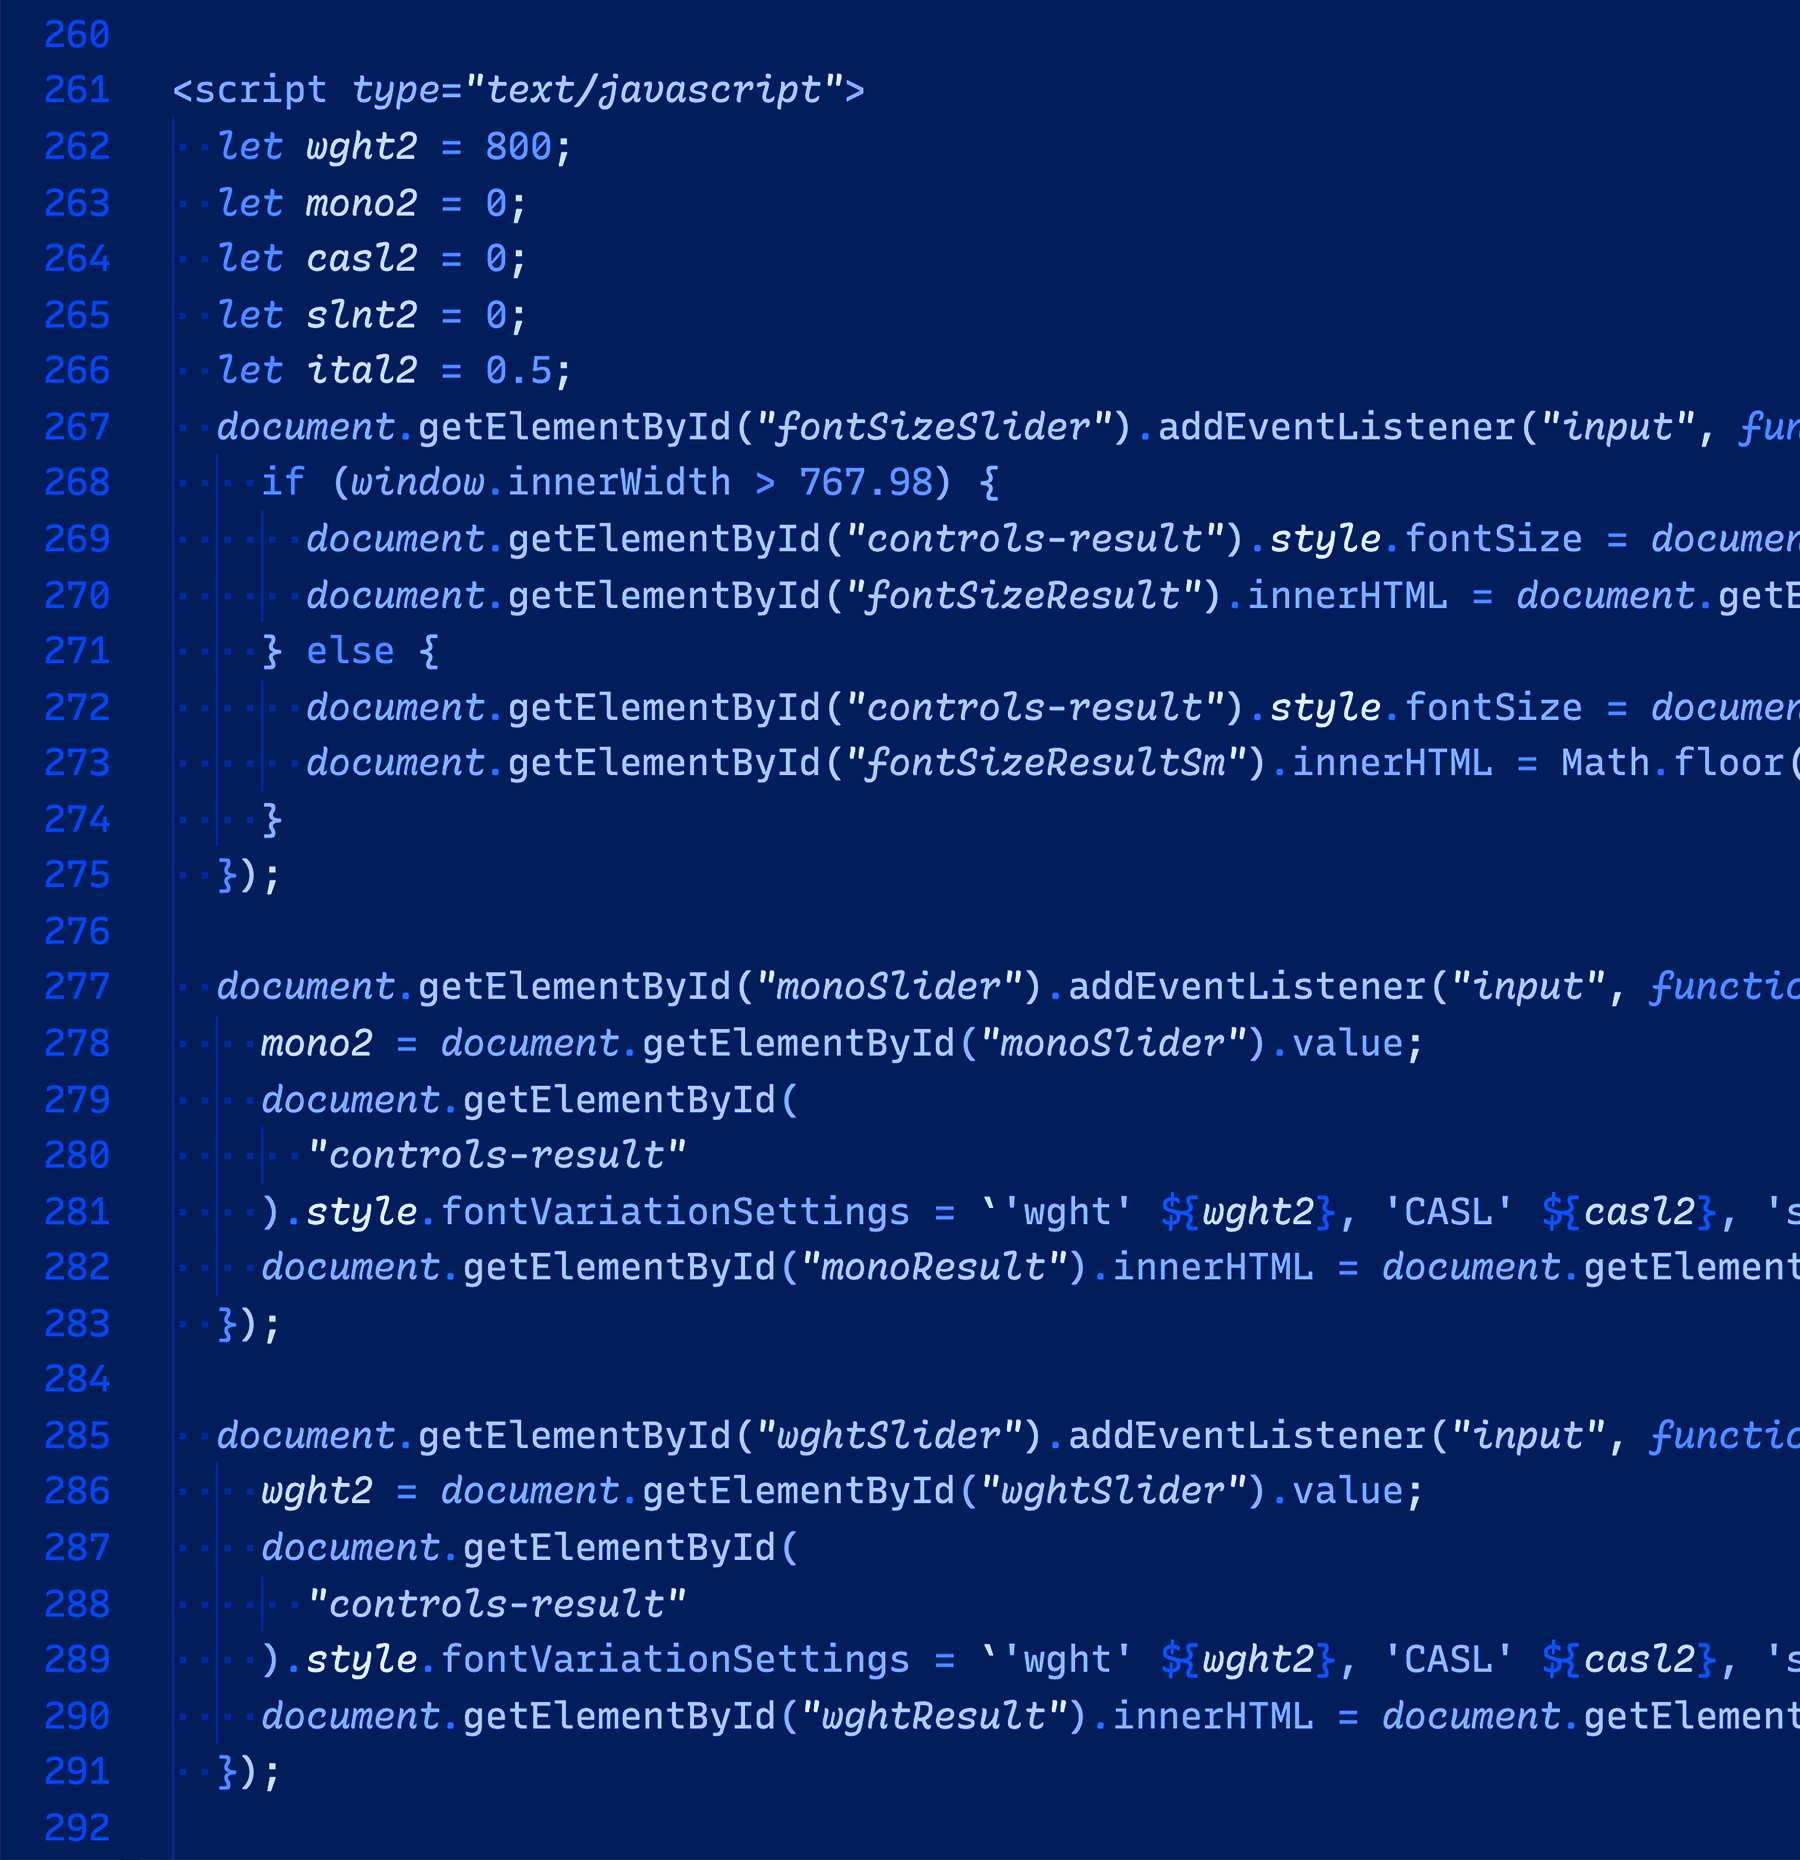 260
261 <script type="text/javascript">
262 let wght2 = 800;
263 let mono2 = 0;
264 let casl2 = 0;
265 let slnt2 = 0;
266 let ital2 = 0.5;
267 document.getElementById("fontSizeSlider").addEventListener("input", fun
268 if (window.innerWidth > 767.98) {
269 document.getElementById("controls-result").style.fontSize = documen
270 document.getElementById("fontSizeResult").innerHTML = document.getE
271 } else {
272 document.getElementById("controls-result").style.fontSize = documen
273 document.getElementById("fontSizeResultSm").innerHTML = Math.floor(
274 }
275 });
276
277 document.getElementById("monoSlider").addEventListener("input", functio
278 mono2 = document.getElementById("monoSlider").value;
279 document.getElementById(
280 "controls-result"
281 ).style.fontVariationSettings = `'wght' ${wght2}, 'CASL' ${casl2}, 's
282 document.getElementById("monoResult").innerHTML = document.getElement
283 });
284
285 document.getElementById("wghtSlider").addEventListener("input", functio
286 wght2 = document.getElementById("wghtSlider").value;
287 document.getElementById(
288 "controls-result"
289 ).style.fontVariationSettings = `'wght' ${wght2}, 'CASL' ${casl2}, 's
290 document.getElementById("wghtResult").innerHTML = document.getElement
291 });
292